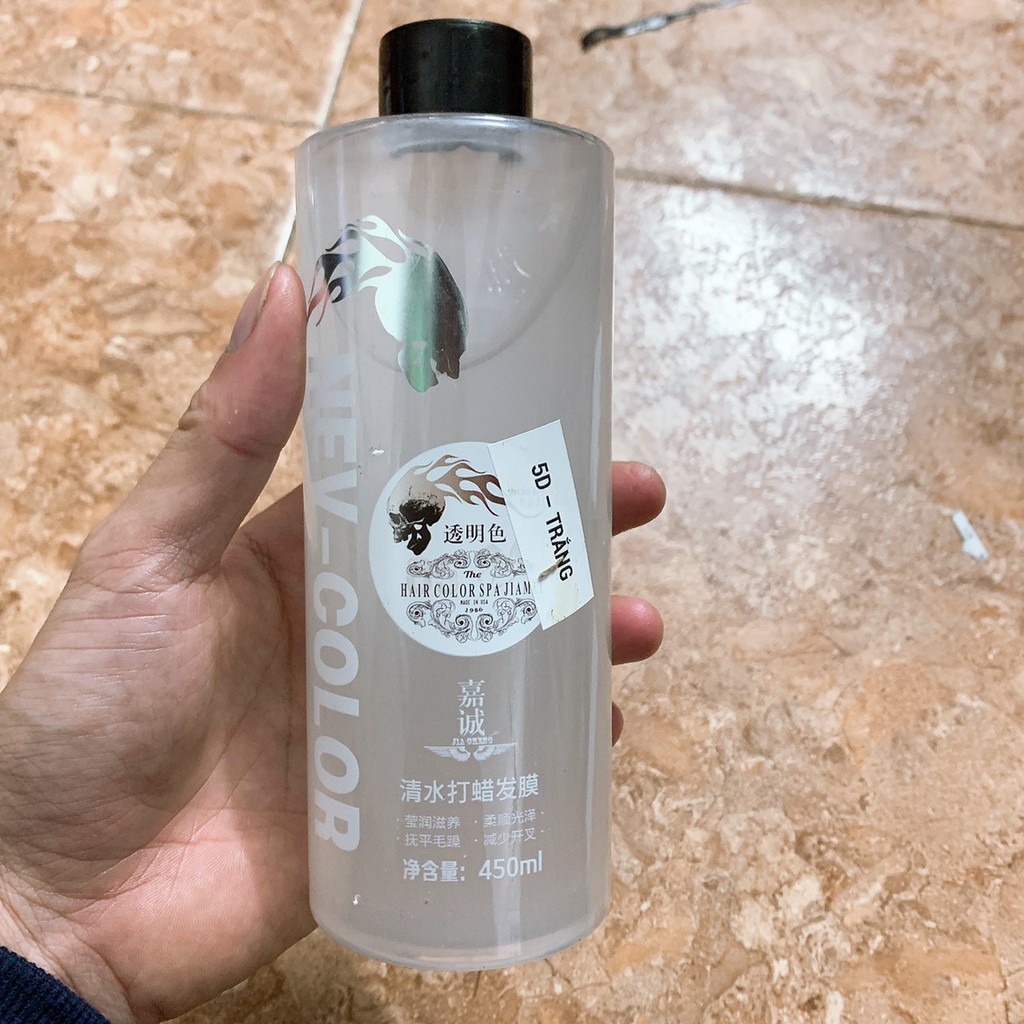 NEV-COLOR
透明色
The
HAIR COLOR SPA JIAM
MADE IN USA
1986
5D - TRẮNG
嘉诚
JIA CHENG
清水打蜡发膜
·莹润滋养 ·柔顺光泽·
·抚平毛躁 ·减少开叉·
净含量: 450ml